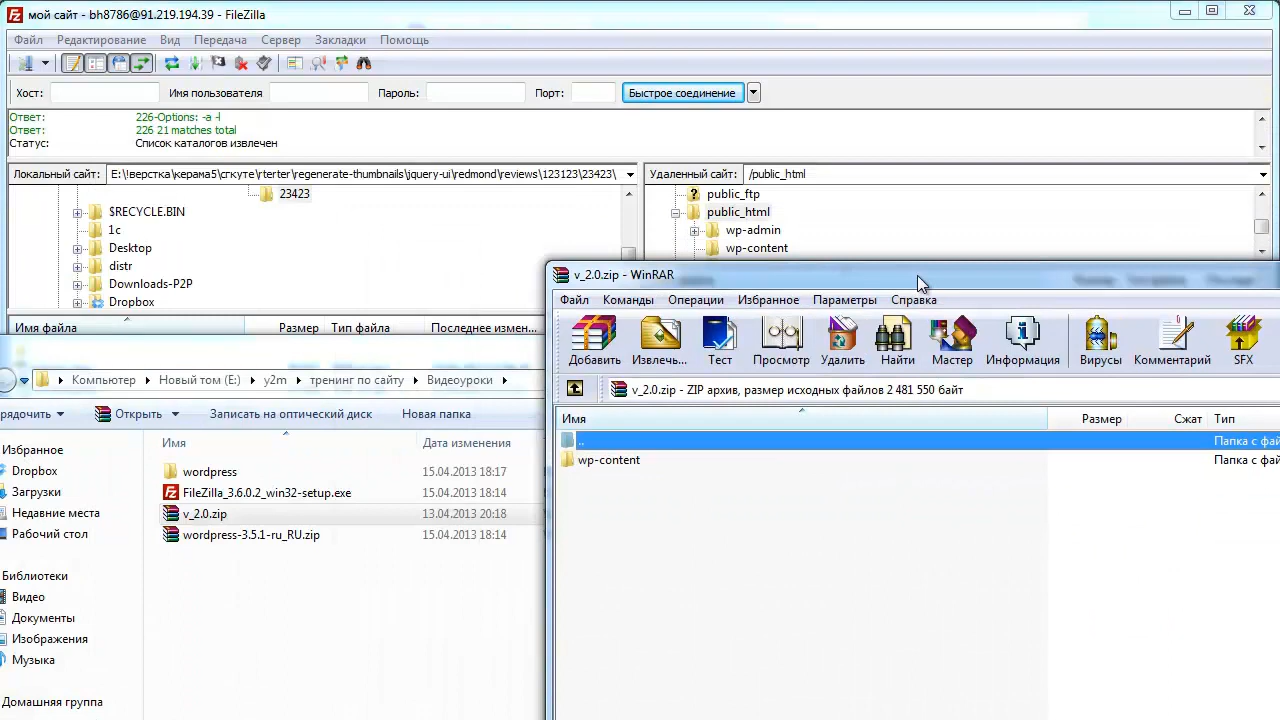 мой сайт - bh8786@91.219.194.39 - FileZilla
Файл Редактирование Вид Передача Сервер Закладки Помощь
Хост: Имя пользователя Пароль: Порт: Быстрое соединение
Ответ: 226-Options: -a -l
Ответ: 226 21 matches total
Статус: Список каталогов извлечен
Локальный сайт: E:\!верстка\керама5\сгкуте\rterter\regenerate-thumbnails\jquery-ui\redmond\reviews\123123\23423\
23423
$RECYCLE.BIN
1c
Desktop
distr
Downloads-P2P
Dropbox
Имя файла Размер Тип файла Последнее измен...
Удаленный сайт: /public_html
public_ftp
public_html
wp-admin
wp-content
Компьютер Новый том (E:) y2m тренинг по сайту Видеоуроки
рядочить Открыть Записать на оптический диск Новая папка
Имя Дата изменения
Избранное
Dropbox
Загрузки
Недавние места
Рабочий стол
Библиотеки
Видео
Документы
Изображения
Музыка
Домашняя группа
wordpress 15.04.2013 18:17
FileZilla_3.6.0.2_win32-setup.exe 15.04.2013 18:14
v_2.0.zip 13.04.2013 20:18
wordpress-3.5.1-ru_RU.zip 15.04.2013 18:14
v_2.0.zip - WinRAR
Файл Команды Операции Избранное Параметры Справка
Добавить Извлечь... Тест Просмотр Удалить Найти Мастер Информация Вирусы Комментарий SFX
v_2.0.zip - ZIP архив, размер исходных файлов 2 481 550 байт
Имя Размер Сжат Тип
.. Папка с фай
wp-content Папка с фай